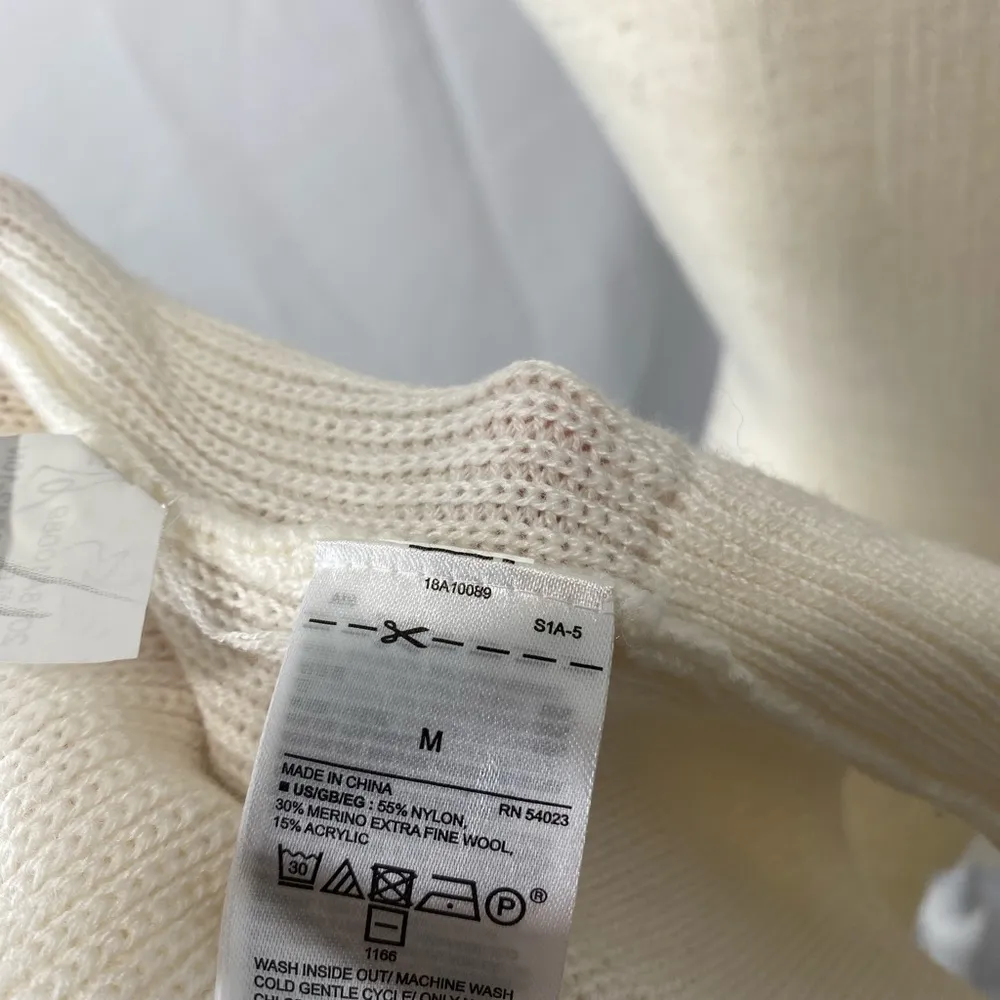 18A10089
S1A-5
M
MADE IN CHINA
RN 54023
■ US/GB/EG : 55% NYLON,
30% MERINO EXTRA FINE WOOL,
15% ACRYLIC
30
P ®
1166
WASH INSIDE OUT/ MACHINE WASH
COLD GENTLE CYCLE/ ONLY